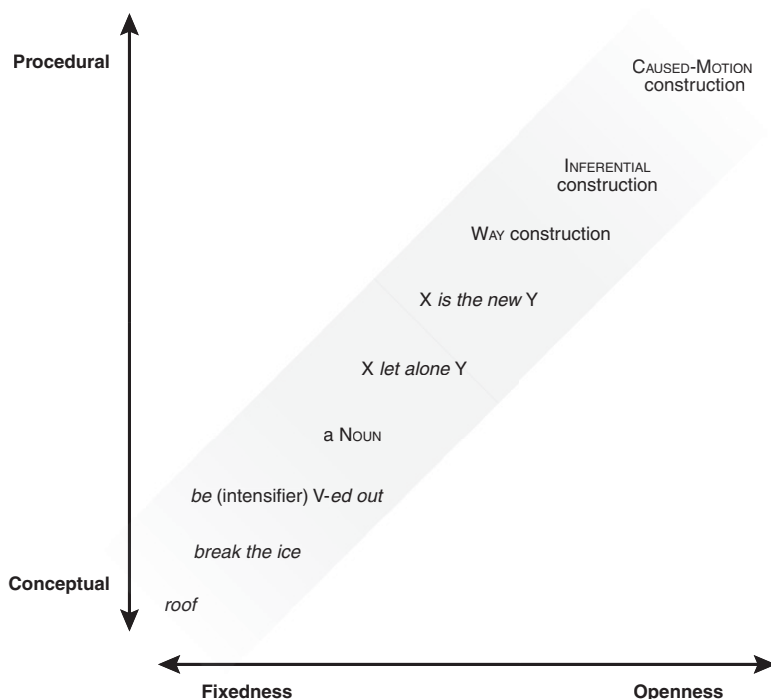 Procedural
CAUSED-MOTION
construction
INFERENTIAL
construction
WAY construction
X is the new Y
X let alone Y
a NOUN
be (intensifier) V-ed out
break the ice
Conceptual
roof
Fixedness
Openness